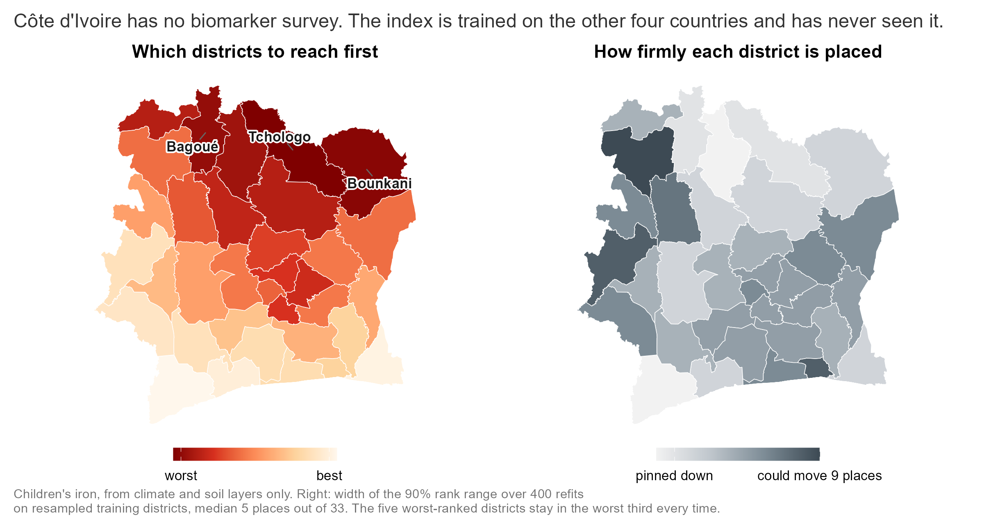 Côte d'Ivoire has no biomarker survey. The index is trained on the other four countries and has never seen it.
Which districts to reach first
How firmly each district is placed
Tchologo
Bagoué
Bounkani
worst
best
pinned down
could move 9 places
Children's iron, from climate and soil layers only. Right: width of the 90% rank range over 400 refits
on resampled training districts, median 5 places out of 33. The five worst-ranked districts stay in the worst third every time.